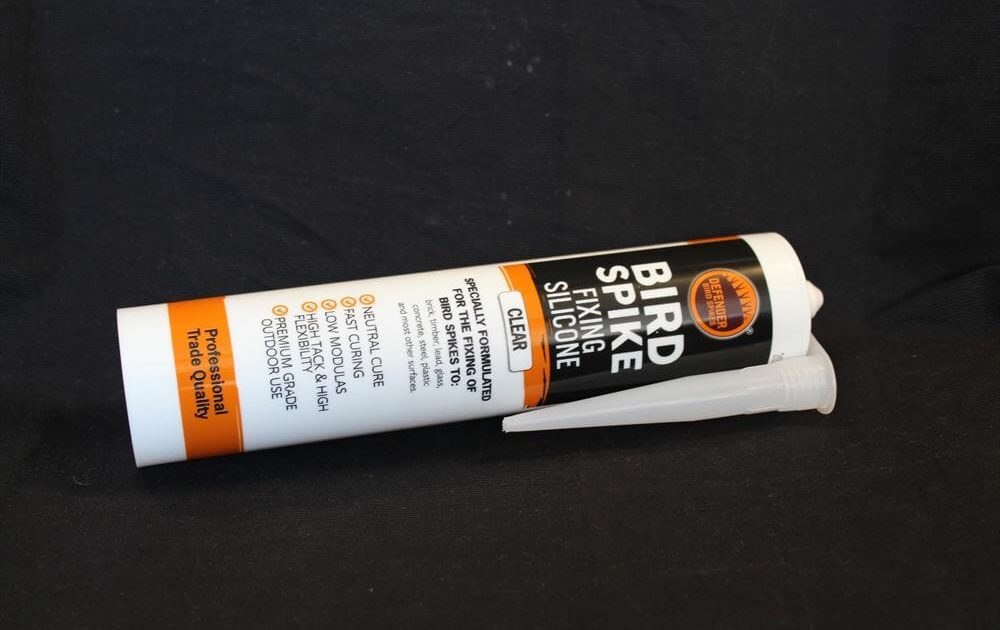 DEFENDER
BIRD SPIKES
®
BIRD
SPIKE
FIXING
SILICONE
CLEAR
SPECIALLY FORMULATED
FOR THE FIXING OF
BIRD SPIKES TO:
brick, timber, lead, glass,
concrete, steel, plastic
and most other surfaces.
NEUTRAL CURE
FAST CURING
LOW MODULAS
HIGH TACK & HIGH
FLEXIBILITY
PREMIUM GRADE
OUTDOOR USE
Professional
Trade Quality